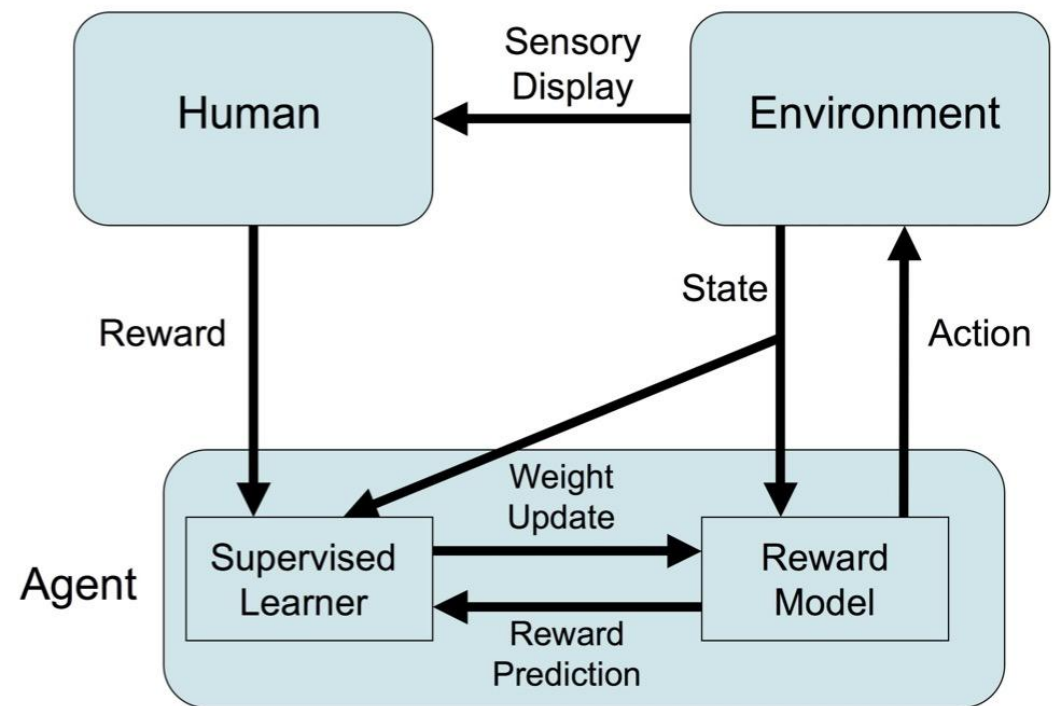 Sensory
Display
Human
Environment
State
Reward
Action
Weight
Update
Supervised
Learner
Reward
Model
Agent
Reward
Prediction